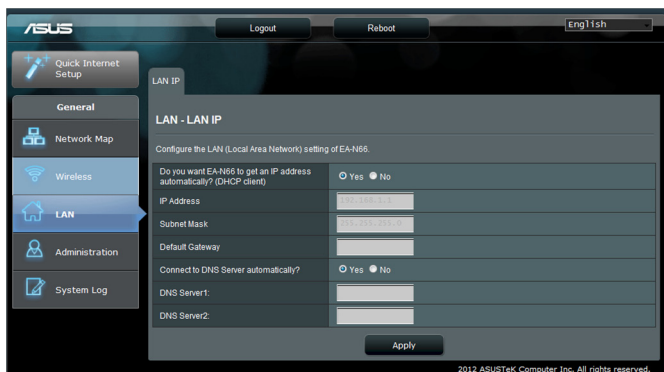 ASUS
Logout
Reboot
English
Quick Internet
Setup
General
Network Map
Wireless
LAN
Administration
System Log
LAN IP
LAN - LAN IP
Configure the LAN (Local Area Network) setting of EA-N66.
Do you want EA-N66 to get an IP address
automatically? (DHCP client)
Yes No
IP Address
192.168.1.1
Subnet Mask
255.255.255.0
Default Gateway
Connect to DNS Server automatically?
Yes No
DNS Server1:
DNS Server2:
Apply
2012 ASUSTeK Computer Inc. All rights reserved.